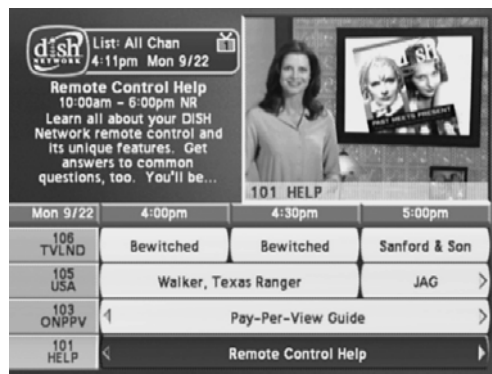 dish
NETWORK
List: All Chan
4:11pm Mon 9/22
Remote Control Help
10:00am – 6:00pm NR
Learn all about your DISH
Network remote control and
its unique features. Get
answers to common
questions, too. You'll be...
dish
PAST MEETS PRESENT
101 HELP
Mon 9/22 4:00pm 4:30pm 5:00pm
106
TVLND
Bewitched Bewitched Sanford & Son
105
USA
Walker, Texas Ranger JAG
103
ONPPV
Pay-Per-View Guide
101
HELP
Remote Control Help